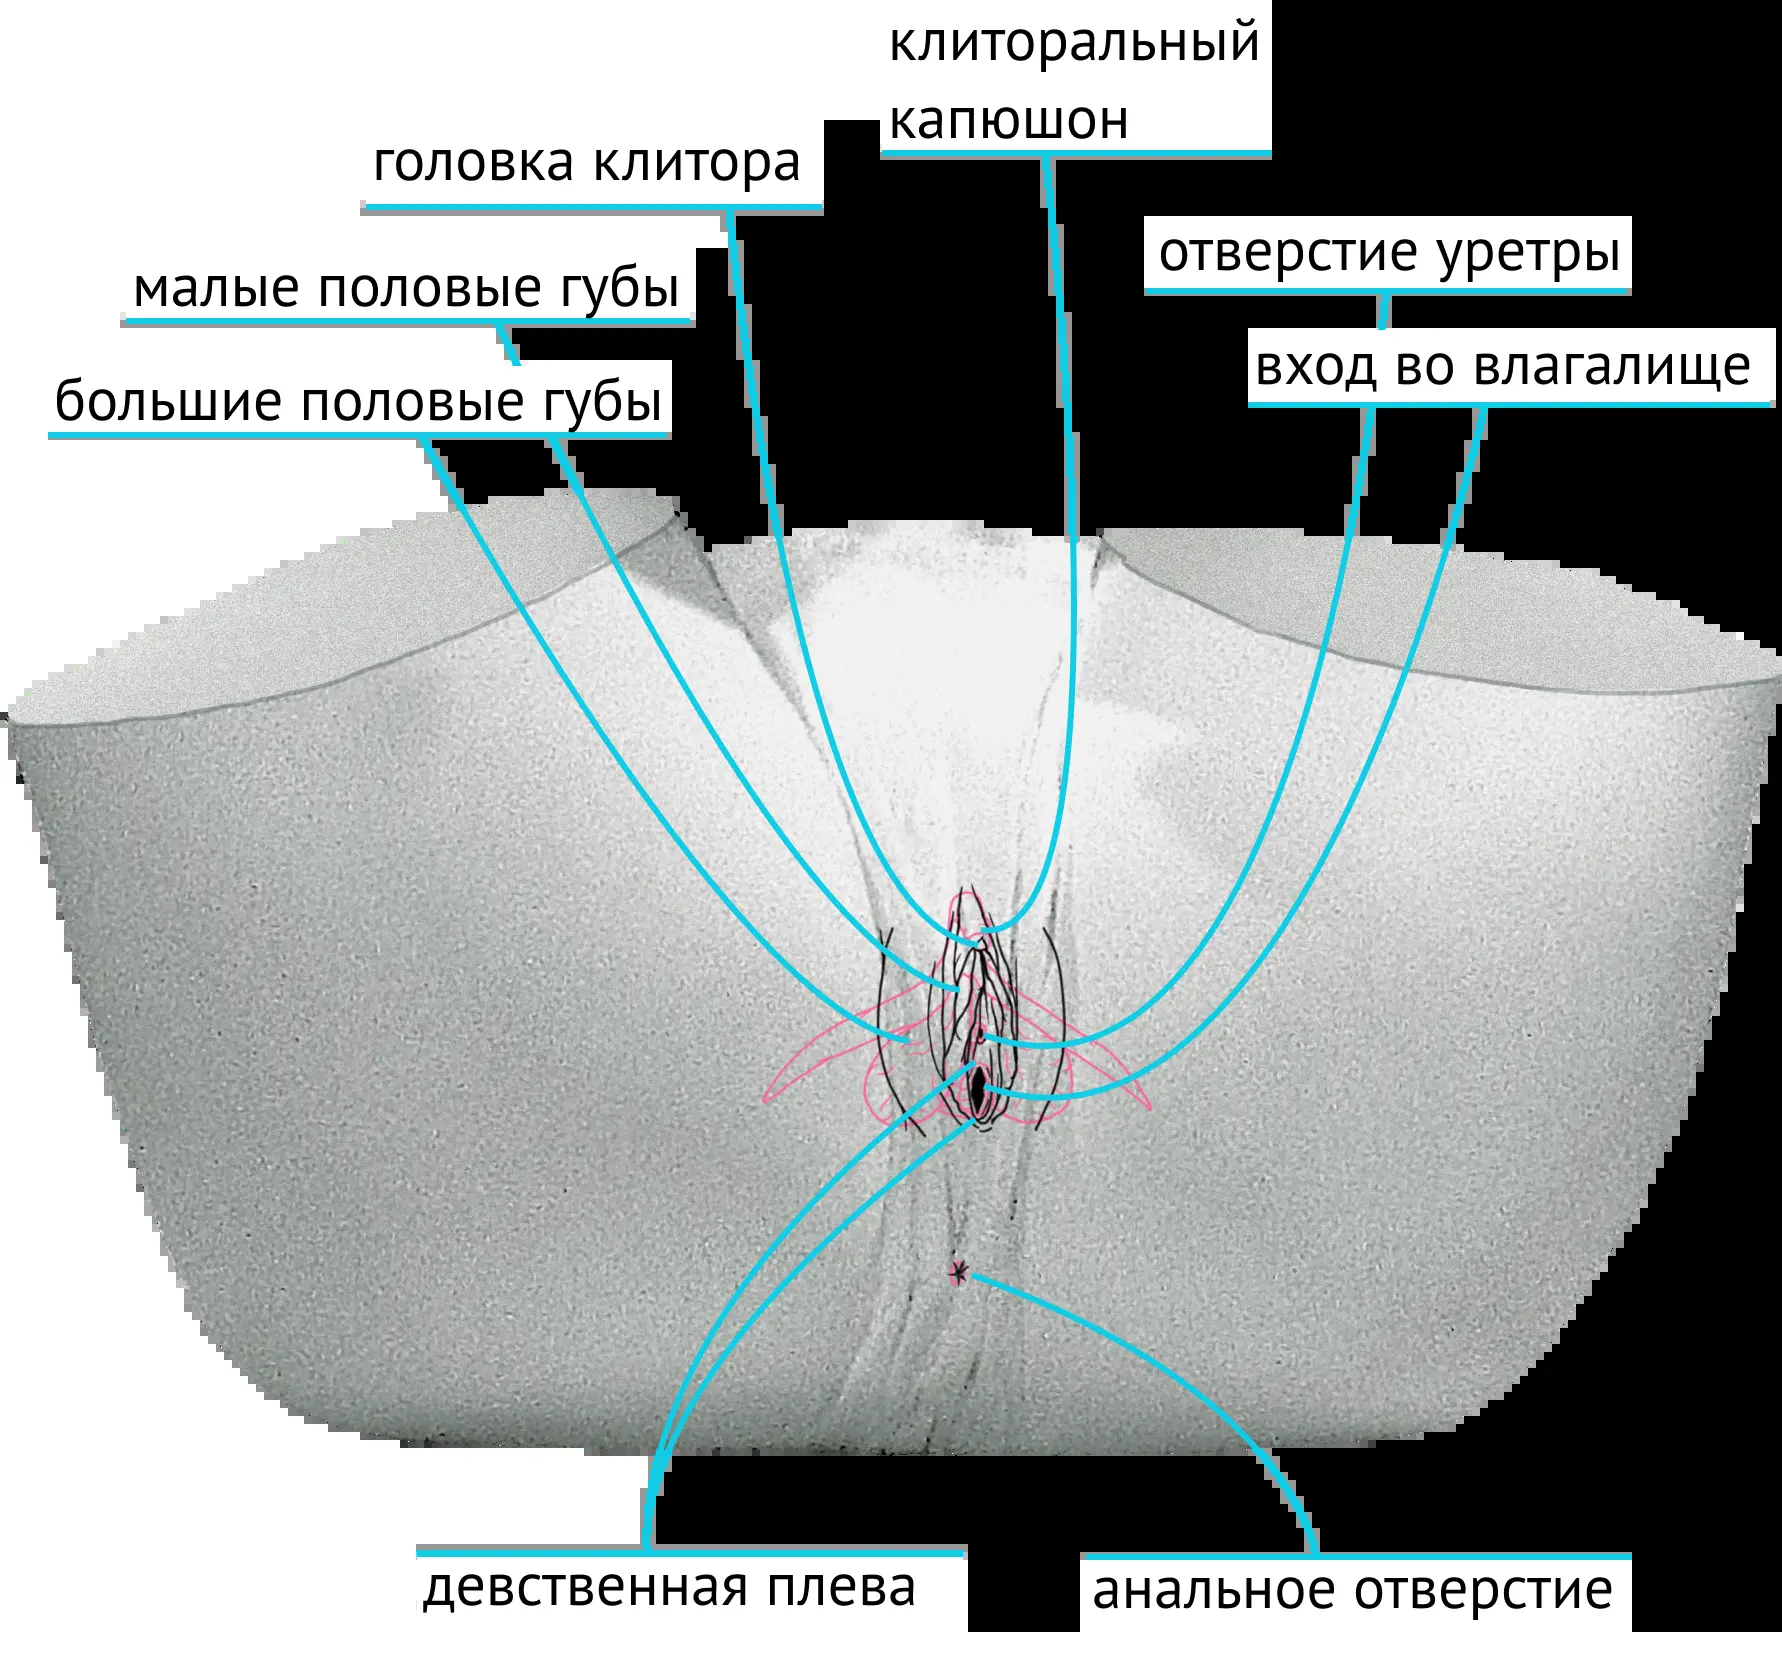 клиторальный
капюшон
головка клитора
отверстие уретры
малые половые губы
вход во влагалище
большие половые губы
девственная плева
анальное отверстие